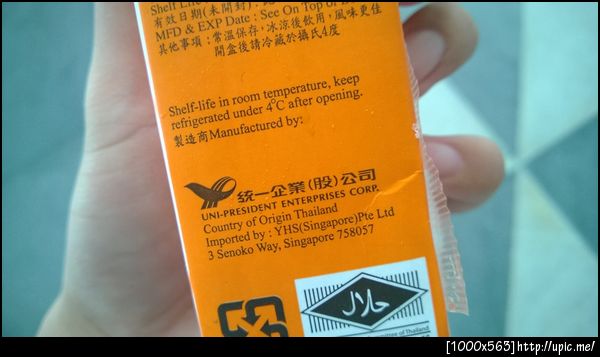 Shelf Life
有效日期(未開封):
MFD & EXP Date : See On Top of
其他事項 : 常溫保存，冰涼後飲用，風味更佳
開盒後請冷藏於攝氏4度
Shelf-life in room temperature, keep
refrigerated under 4°C after opening.
製造商Manufactured by:
統一企業(股)公司
UNI-PRESIDENT ENTERPRISES CORP.
Country of Origin Thailand
Imported by : YHS(Singapore)Pte Ltd
3 Senoko Way, Singapore 758057
حلال
of Thailand
[1000x563]http://upic.me/